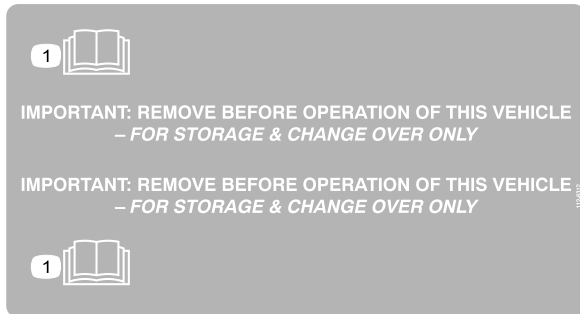 1
IMPORTANT: REMOVE BEFORE OPERATION OF THIS VEHICLE
– FOR STORAGE & CHANGE OVER ONLY
IMPORTANT: REMOVE BEFORE OPERATION OF THIS VEHICLE
– FOR STORAGE & CHANGE OVER ONLY
1